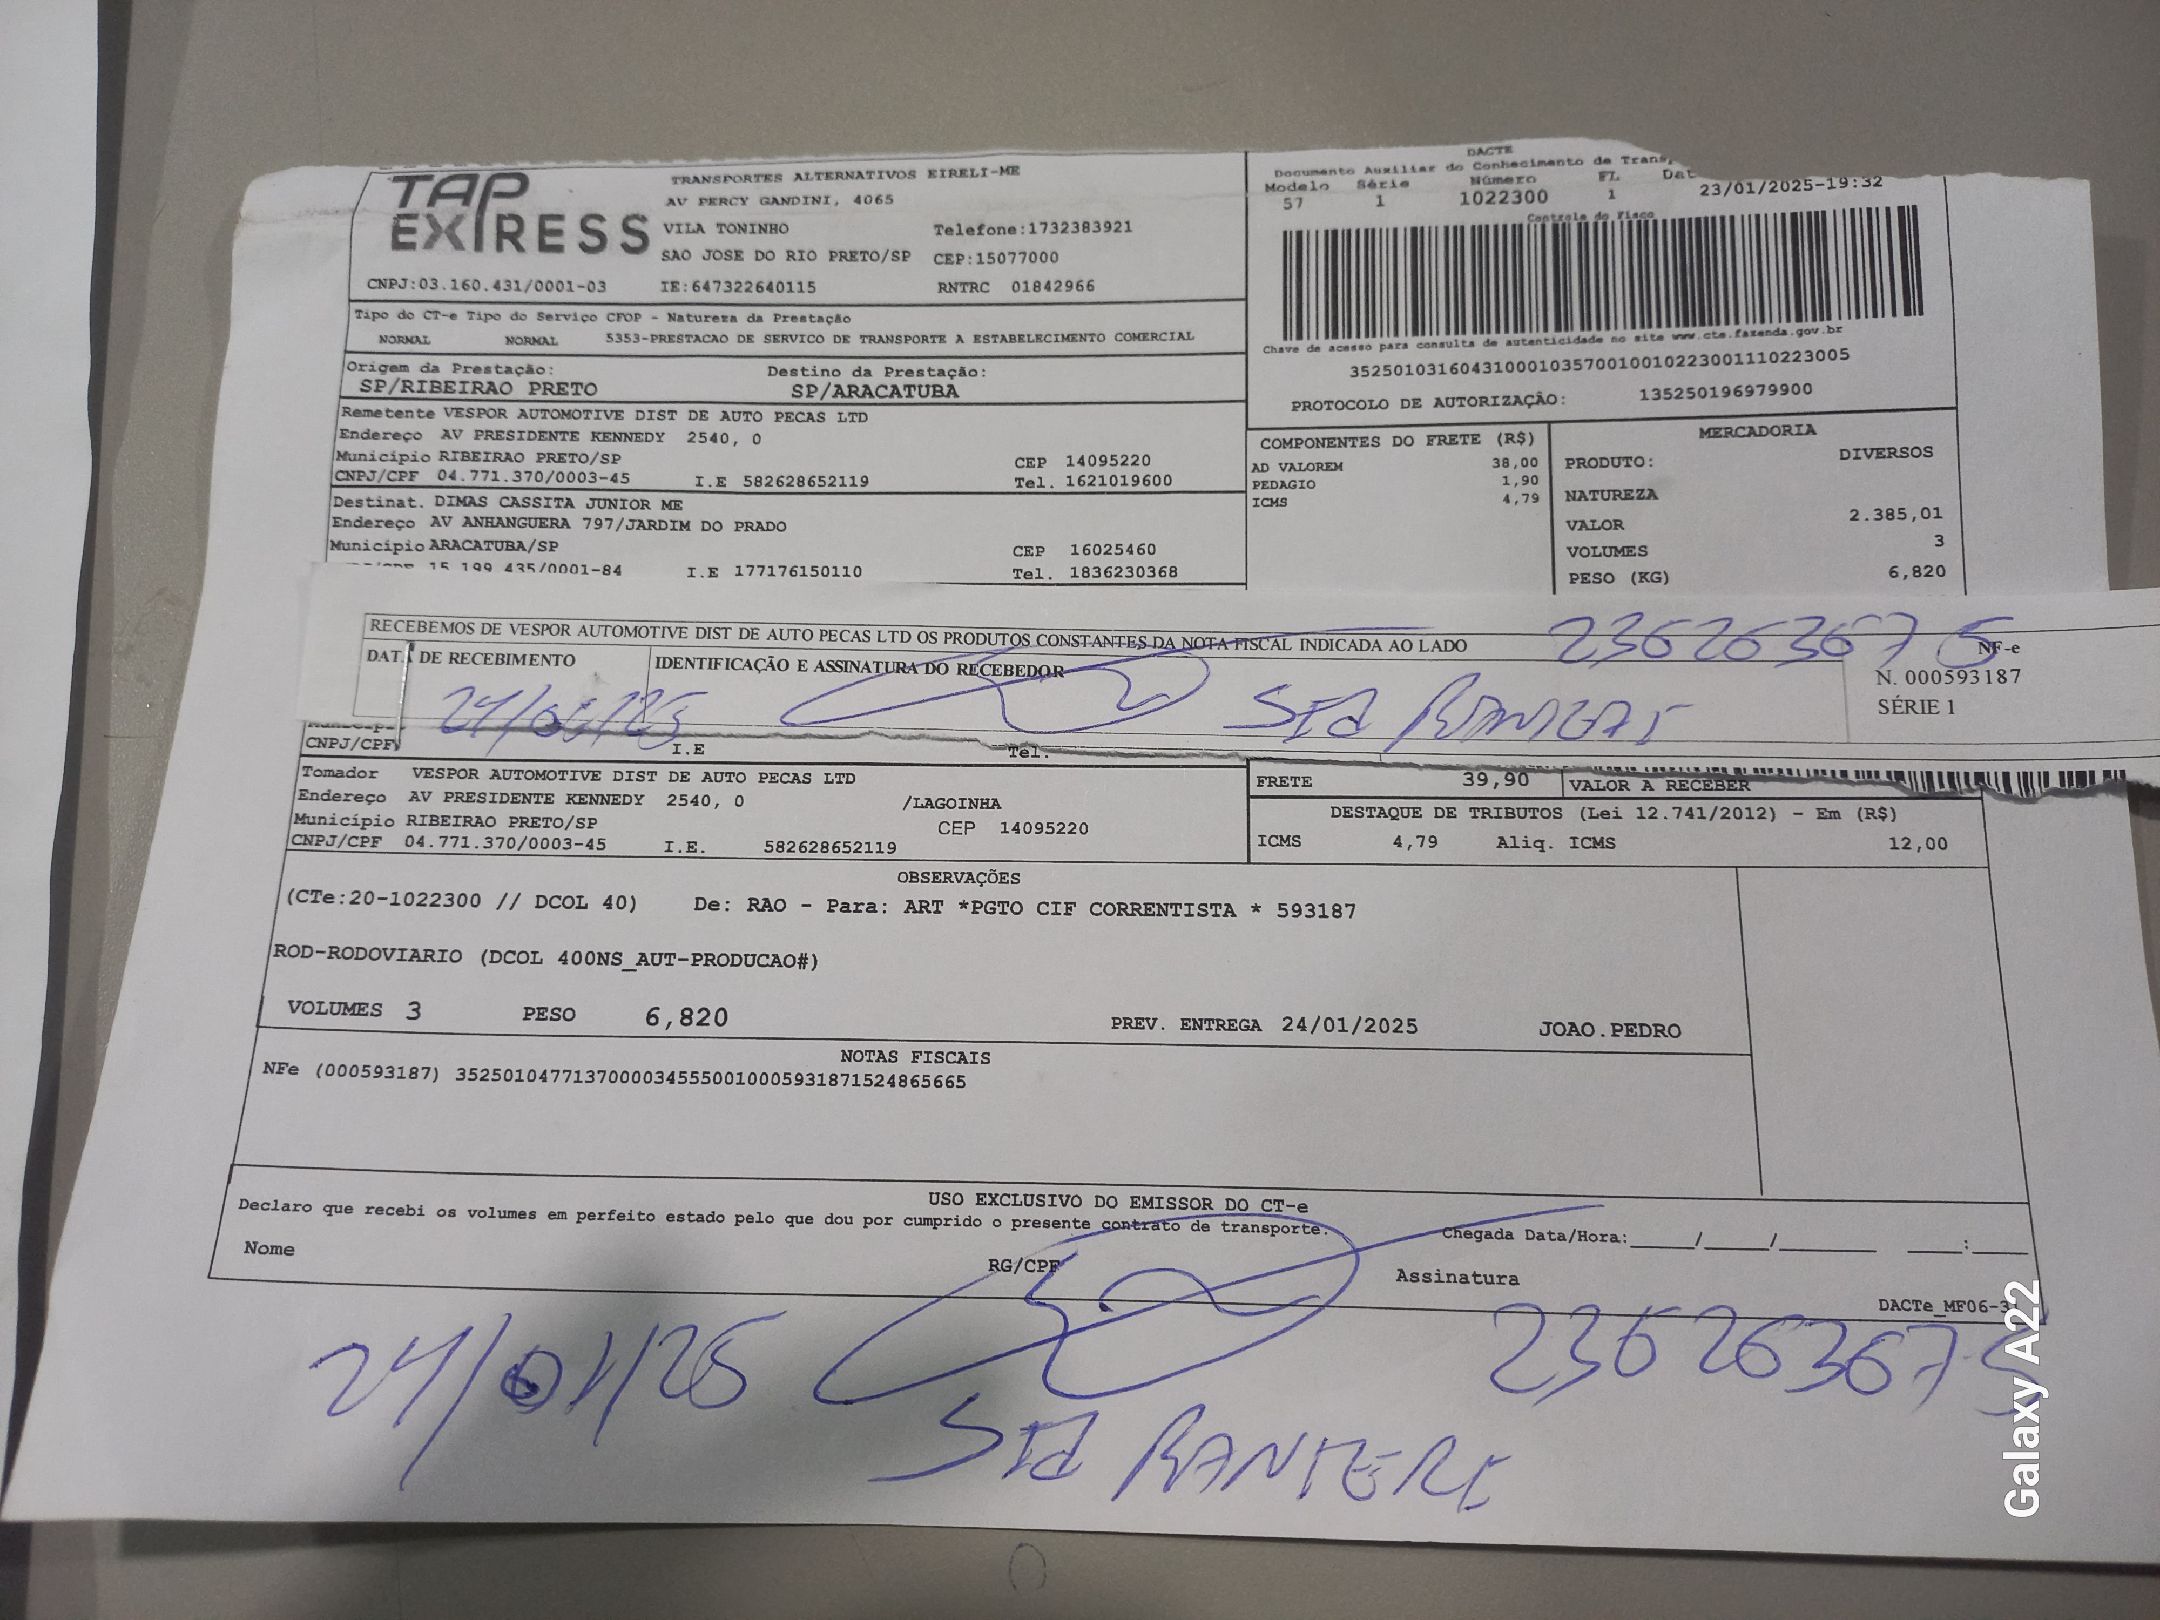 TAP EXPRESS
TRANSPORTES ALTERNATIVOS EIRELI-ME
AV PERCY GANDINI, 4065
VILA TONINHO Telefone:1732383921
SAO JOSE DO RIO PRETO/SP CEP:15077000
CNPJ:03.160.431/0001-03 IE:647322640115 RNTRC 01842966
Tipo do CT-e Tipo do Serviço CFOP - Natureza da Prestação
NORMAL NORMAL 5353-PRESTACAO DE SERVICO DE TRANSPORTE A ESTABELECIMENTO COMERCIAL
Origem da Prestação: Destino da Prestação:
SP/RIBEIRAO PRETO SP/ARACATUBA
Remetente VESPOR AUTOMOTIVE DIST DE AUTO PECAS LTD
Endereço AV PRESIDENTE KENNEDY 2540, 0
Município RIBEIRAO PRETO/SP CEP 14095220
CNPJ/CPF 04.771.370/0003-45 I.E 582628652119 Tel. 1621019600
Destinat. DIMAS CASSITA JUNIOR ME
Endereço AV ANHANGUERA 797/JARDIM DO PRADO
Município ARACATUBA/SP CEP 16025460
15.199.435/0001-84 I.E 177176150110 Tel. 1836230368
DACTE
Documento Auxiliar do Conhecimento de Transp
Modelo Série Número FL Dat
57 1 1022300 1 23/01/2025-19:32
Controle do Fisco
Chave de acesso para consulta de autenticidade no site www.cte.fazenda.gov.br
35250103160431000103570010010223001110223005
PROTOCOLO DE AUTORIZAÇÃO: 135250196979900
COMPONENTES DO FRETE (R$)
AD VALOREM 38,00
PEDAGIO 1,90
ICMS 4,79
MERCADORIA
PRODUTO: DIVERSOS
NATUREZA
VALOR 2.385,01
VOLUMES 3
PESO (KG) 6,820
RECEBEMOS DE VESPOR AUTOMOTIVE DIST DE AUTO PECAS LTD OS PRODUTOS CONSTANTES DA NOTA FISCAL INDICADA AO LADO
236263675
DATA DE RECEBIMENTO IDENTIFICAÇÃO E ASSINATURA DO RECEBEDOR
24/01/25
NF-e
N. 000593187
SÉRIE 1
CNPJ/CPF I.E Tel.
Tomador VESPOR AUTOMOTIVE DIST DE AUTO PECAS LTD
Endereço AV PRESIDENTE KENNEDY 2540, 0 /LAGOINHA
Município RIBEIRAO PRETO/SP CEP 14095220
CNPJ/CPF 04.771.370/0003-45 I.E. 582628652119
FRETE 39,90 VALOR A RECEBER
DESTAQUE DE TRIBUTOS (Lei 12.741/2012) - Em (R$)
ICMS 4,79 Aliq. ICMS 12,00
OBSERVAÇÕES
(CTe:20-1022300 // DCOL 40) De: RAO - Para: ART *PGTO CIF CORRENTISTA * 593187
ROD-RODOVIARIO (DCOL 400NS_AUT-PRODUCAO#)
VOLUMES 3 PESO 6,820 PREV. ENTREGA 24/01/2025 JOAO.PEDRO
NOTAS FISCAIS
NFe (000593187) 35250104771370000345550010005931871524865665
USO EXCLUSIVO DO EMISSOR DO CT-e
Declaro que recebi os volumes em perfeito estado pelo que dou por cumprido o presente contrato de transporte.
Chegada Data/Hora:____/____/______ ____:____
Nome RG/CPF Assinatura
DACTe_MF06-3
24/01/25 236263675
Galaxy A22